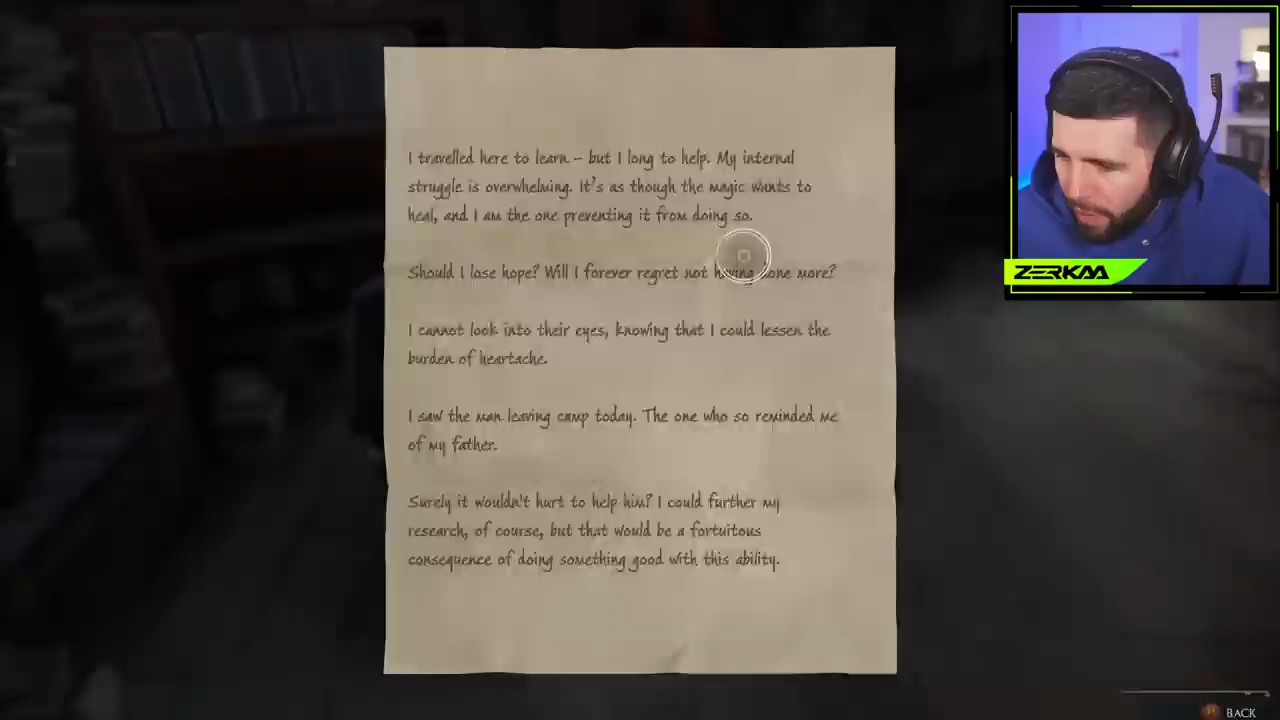 I travelled here to learn – but I long to help. My internal
struggle is overwhelming. It's as though the magic wants to
heal, and I am the one preventing it from doing so.
Should I lose hope? Will I forever regret not having done more?
I cannot look into their eyes, knowing that I could lessen the
burden of heartache.
I saw the man leaving camp today. The one who so reminded me
of my father.
Surely it wouldn't hurt to help him? I could further my
research, of course, but that would be a fortuitous
consequence of doing something good with this ability.
ZERKAA
BACK